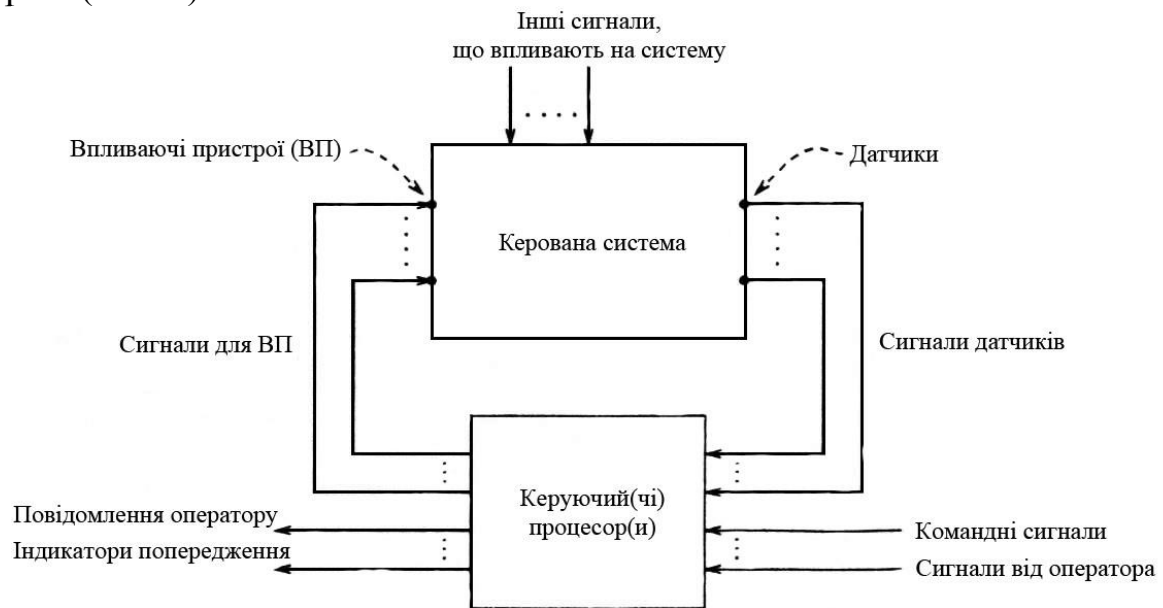 Інші сигнали,
що впливають на систему
Впливаючі пристрої (ВП)
Датчики
Керована система
Сигнали для ВП
Сигнали датчиків
Керуючий(чі)
процесор(и)
Повідомлення оператору
Індикатори попередження
Командні сигнали
Сигнали від оператора